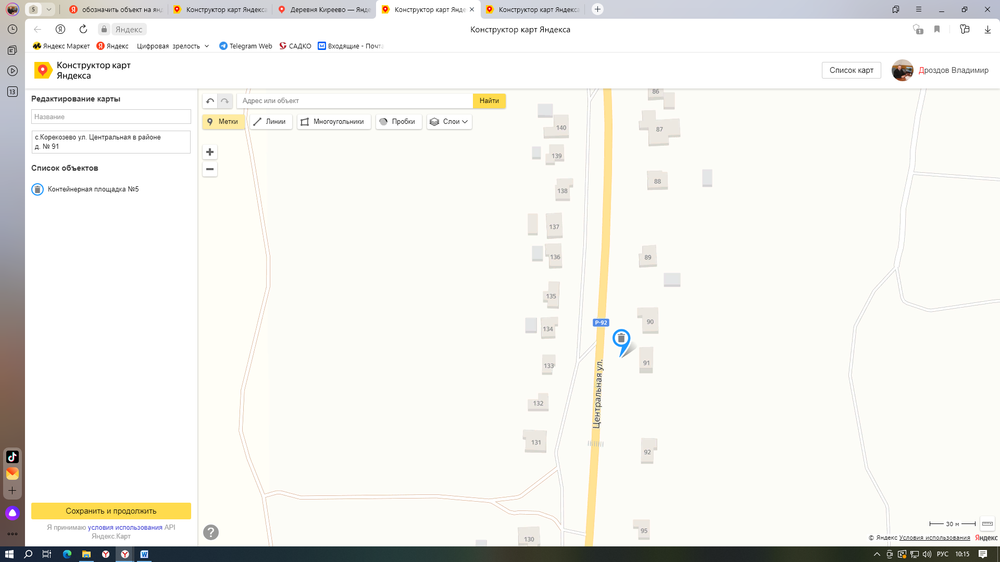 5
обозначить объект на янд
Конструктор карт Яндекса
Деревня Киреево — Янде
Конструктор карт Янде
Конструктор карт Яндекса
Яндекс
Конструктор карт Яндекса
1
Яндекс Маркет
Яндекс
Цифровая зрелость
Telegram Web
САДКО
Входящие - Почта
13
Конструктор карт
Яндекса
Список карт
Дроздов Владимир
Редактирование карты
Название
с.Корекозево ул. Центральная в районе
д. № 91
Список объектов
Контейнерная площадка №5
Адрес или объект
Найти
Метки
Линии
Многоугольники
Пробки
Слои
86
140
87
139
88
138
137
136
89
135
90
Р-92
134
91
133
Центральная ул.
132
131
92
95
130
Сохранить и продолжить
Я принимаю условия использования API
Яндекс.Карт
?
30 м
© Яндекс Условия использования Яндекс
РУС
10:15